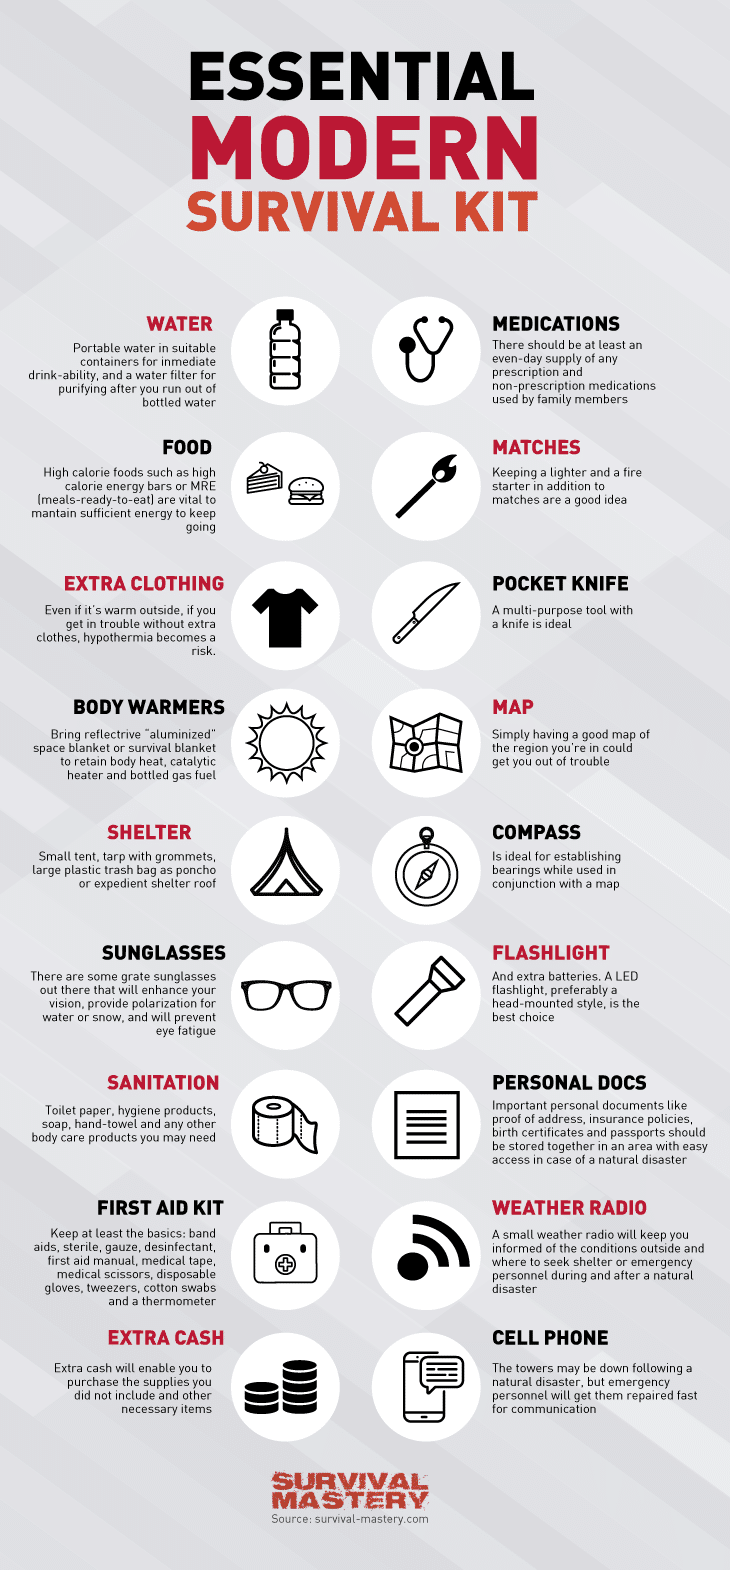 ESSENTIAL
MODERN
SURVIVAL KIT
WATER
Portable water in suitable
containers for inmediate
drink-ability, and a water filter for
purifying after you run out of
bottled water
MEDICATIONS
There should be at least an
even-day supply of any
prescription and
non-prescription medications
used by family members
FOOD
High calorie foods such as high
calorie energy bars or MRE
(meals-ready-to-eat) are vital to
mantain sufficient energy to keep
going
MATCHES
Keeping a lighter and a fire
starter in addition to
matches are a good idea
EXTRA CLOTHING
Even if it's warm outside, if you
get in trouble without extra
clothes, hypothermia becomes a
risk.
POCKET KNIFE
A multi-purpose tool with
a knife is ideal
BODY WARMERS
Bring reflectrive "aluminized"
space blanket or survival blanket
to retain body heat, catalytic
heater and bottled gas fuel
MAP
Simply having a good map of
the region you're in could
get you out of trouble
SHELTER
Small tent, tarp with grommets,
large plastic trash bag as poncho
or expedient shelter roof
COMPASS
Is ideal for establishing
bearings while used in
conjunction with a map
SUNGLASSES
There are some grate sunglasses
out there that will enhance your
vision, provide polarization for
water or snow, and will prevent
eye fatigue
FLASHLIGHT
And extra batteries. A LED
flashlight, preferably a
head-mounted style, is the
best choice
SANITATION
Toilet paper, hygiene products,
soap, hand-towel and any other
body care products you may need
PERSONAL DOCS
Important personal documents like
proof of address, insurance policies,
birth certificates and passports should
be stored together in an area with easy
access in case of a natural disaster
FIRST AID KIT
Keep at least the basics: band
aids, sterile, gauze, desinfectant,
first aid manual, medical tape,
medical scissors, disposable
gloves, tweezers, cotton swabs
and a thermometer
WEATHER RADIO
A small weather radio will keep you
informed of the conditions outside and
where to seek shelter or emergency
personnel during and after a natural
disaster
EXTRA CASH
Extra cash will enable you to
purchase the supplies you
did not include and other
necessary items
CELL PHONE
The towers may be down following a
natural disaster, but emergency
personnel will get them repaired fast
for communication
SURVIVAL
MASTERY
Source: survival-mastery.com